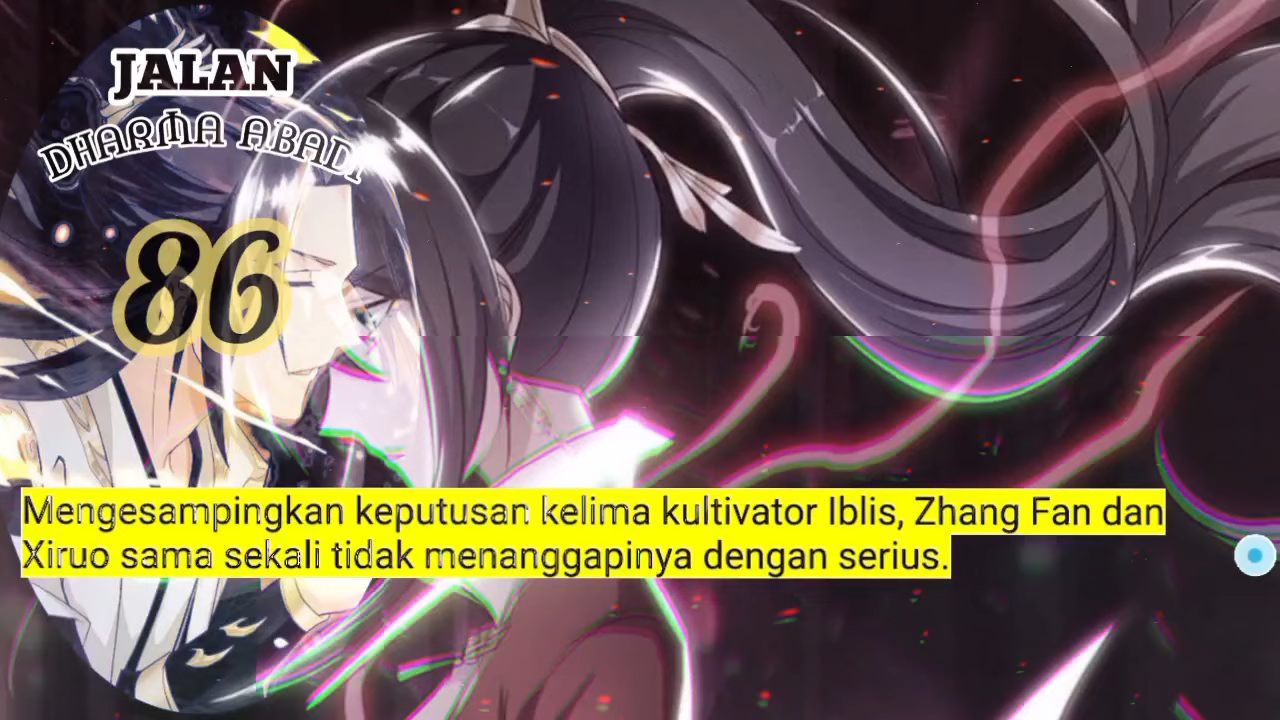 JALAN
DHARMA ABADI
86
Mengesampingkan keputusan kelima kultivator Iblis, Zhang Fan dan
Xiruo sama sekali tidak menanggapinya dengan serius.